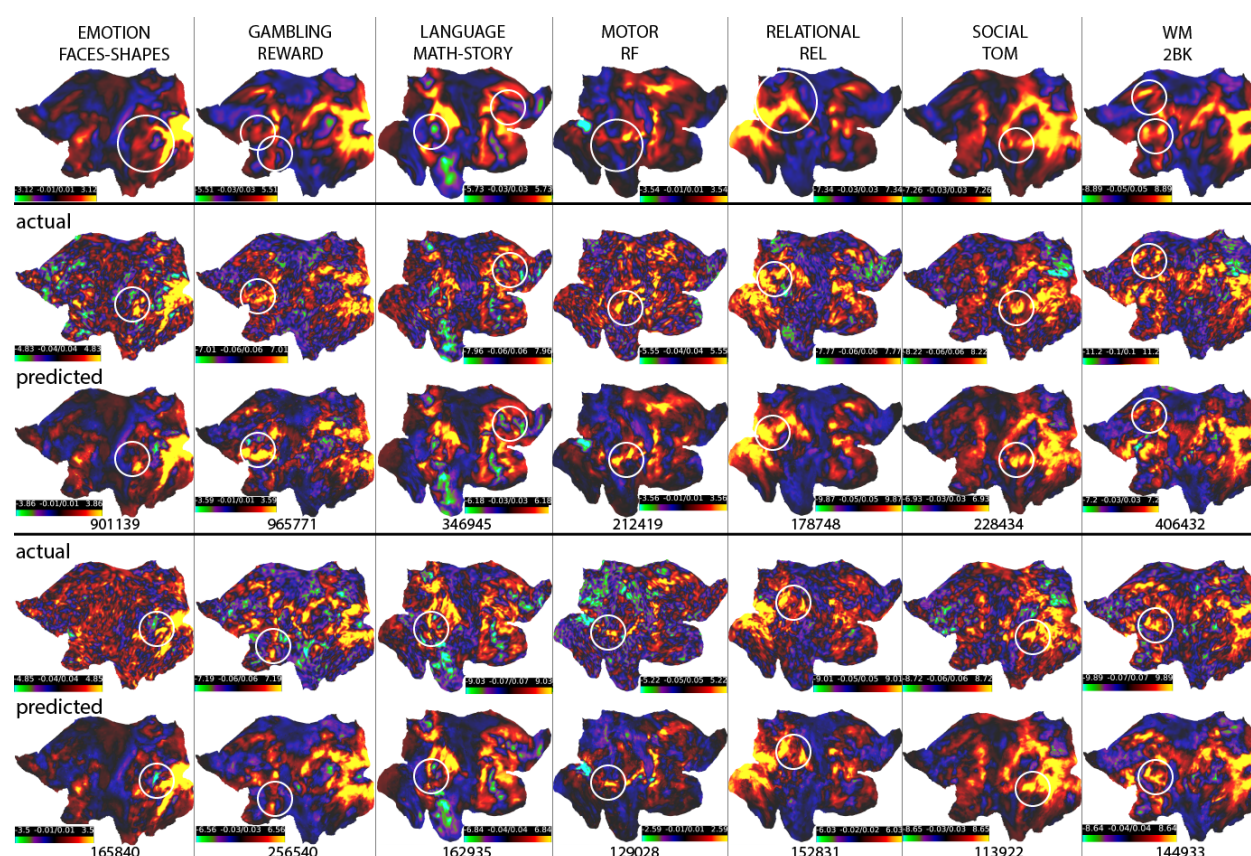 EMOTION
FACES-SHAPES
GAMBLING
REWARD
LANGUAGE
MATH-STORY
MOTOR
RF
RELATIONAL
REL
SOCIAL
TOM
WM
2BK
-3.12 -0.01/0.01 3.12
-5.51 -0.03/0.03 5.51
-5.73 -0.03/0.03 5.73
-3.54 -0.01/0.01 3.54
-7.34 -0.03/0.03 7.34
-7.26 -0.03/0.03 7.26
-8.89 -0.05/0.05 8.89
actual
-4.83 -0.04/0.04 4.83
-7.01 -0.06/0.06 7.01
-7.96 -0.06/0.06 7.96
-5.55 -0.04/0.04 5.55
-7.77 -0.06/0.06 7.77
-8.22 -0.06/0.06 8.22
-11.2 -0.1/0.1 11.2
predicted
-3.86 -0.01/0.01 3.86
-3.59 -0.01/0.01 3.59
-6.18 -0.03/0.03 6.18
-3.56 -0.01/0.01 3.56
-9.87 -0.05/0.05 9.87
-6.93 -0.03/0.03 6.93
-7.2 -0.03/0.03 7.2
901139
965771
346945
212419
178748
228434
406432
actual
-4.85 -0.04/0.04 4.85
-7.19 -0.06/0.06 7.19
-9.03 -0.07/0.07 9.03
-5.22 -0.05/0.05 5.22
-9.01 -0.05/0.05 9.01
-8.72 -0.06/0.06 8.72
-9.89 -0.07/0.07 9.89
predicted
-3.5 -0.01/0.01 3.5
-6.56 -0.03/0.03 6.56
-6.84 -0.04/0.04 6.84
-2.59 -0.01/0.01 2.59
-6.03 -0.02/0.02 6.03
-8.65 -0.03/0.03 8.65
-8.64 -0.04/0.04 8.64
165840
256540
162935
129028
152831
113922
144933